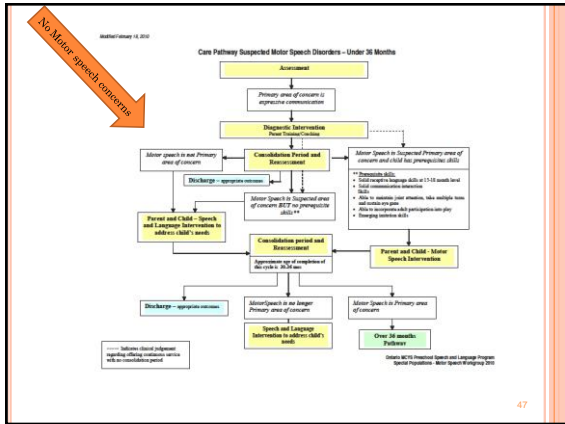 No Motor speech concerns
Modified February 18, 2010
Care Pathway Suspected Motor Speech Disorders – Under 36 Months
Assessment
Primary area of concern is
expressive communication
Diagnostic Intervention
Parent Training/Coaching
Motor speech is not Primary
area of concern
Consolidation Period and
Reassessment
Motor Speech is Suspected Primary area of
concern and child has prerequisites skills
** Prerequisite skills:
Solid receptive language skills at 15-18 month level
Solid communication interaction
Skills
Able to maintain joint attention, take multiple turns
and sustain eye gaze
Able to incorporate adult participation into play
Emerging imitation skills
Discharge – appropriate outcomes
Motor Speech is Suspected area
of concern BUT no prerequisite
skills**
Parent and Child – Speech
and Language Intervention to
address child's needs
Consolidation period and
Reassessment
Approximate age of completion of
this cycle is 30-36 mos
Parent and Child - Motor
Speech Intervention
Discharge – appropriate outcomes
MotorSpeech is no longer
Primary area of concern
Motor Speech is Primary area
of concern
Speech and Language
Intervention to address child's
needs
Over 36 months
Pathway
------ Indicates clinical judgement
regarding offering continuous service
with no consolidation period
Ontario MCYS Preschool Speech and Language Program
Special Populations - Motor Speech Workgroup 2010
47